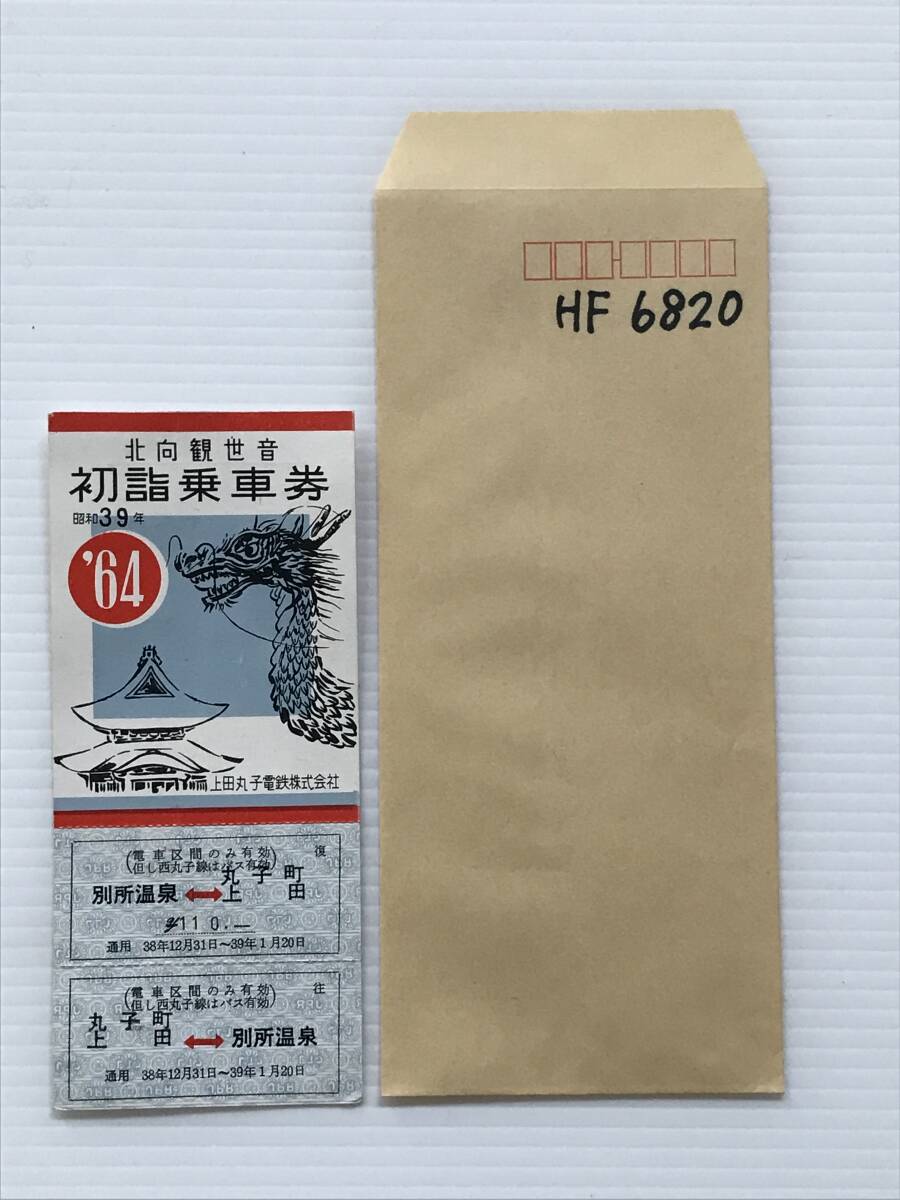 HF 6820
北向観世音
初詣乗車券
昭和39年
'64
上田丸子電鉄株式会社
(電車区間のみ有効) 復
(但し西丸子線はバス有効)
丸子町
別所温泉 ↔ 上田
110.—
通用 38年12月31日~39年1月20日
(電車区間のみ有効) 往
(但し西丸子線はバス有効)
丸子町
上田 ↔ 別所温泉
通用 38年12月31日~39年1月20日